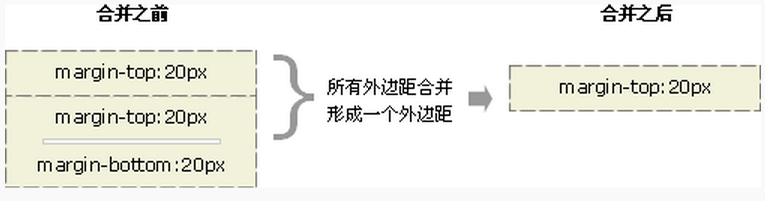 合并之前
合并之后
margin-top:20px
margin-top:20px
margin-bottom:20px
所有外边距合并
形成一个外边距
margin-top:20px